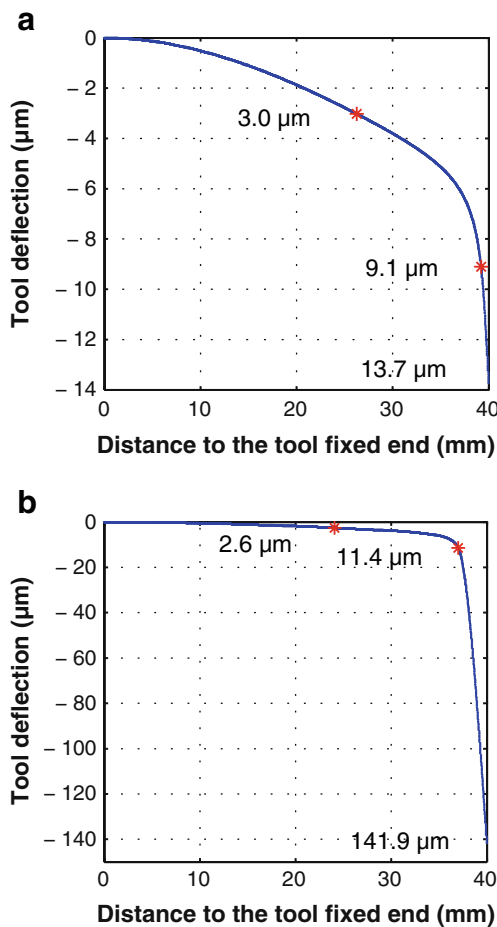 a
0
− 2
− 4
− 6
− 8
− 10
− 12
− 14
Tool deflection (µm)
3.0 µm
9.1 µm
13.7 µm
0 10 20 30 40
Distance to the tool fixed end (mm)
b
0
− 20
− 40
− 60
− 80
− 100
− 120
− 140
Tool deflection (µm)
2.6 µm
11.4 µm
141.9 µm
0 10 20 30 40
Distance to the tool fixed end (mm)